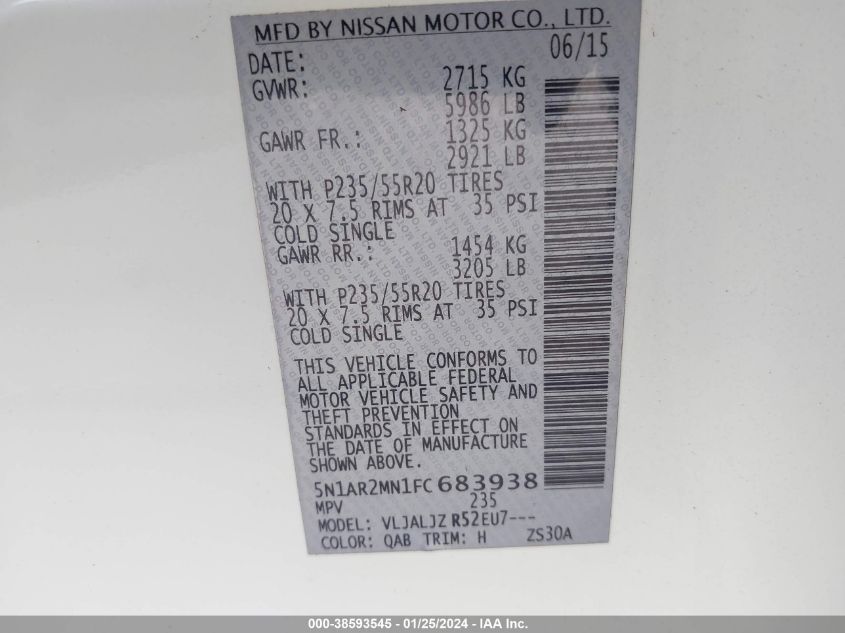 MFD BY NISSAN MOTOR CO., LTD.
DATE: 06/15
GVWR: 2715 KG
5986 LB
GAWR FR.: 1325 KG
2921 LB
WITH P235/55R20 TIRES
20 X 7.5 RIMS AT 35 PSI
COLD SINGLE
GAWR RR.: 1454 KG
3205 LB
WITH P235/55R20 TIRES
20 X 7.5 RIMS AT 35 PSI
COLD SINGLE
THIS VEHICLE CONFORMS TO
ALL APPLICABLE FEDERAL
MOTOR VEHICLE SAFETY AND
THEFT PREVENTION
STANDARDS IN EFFECT ON
THE DATE OF MANUFACTURE
SHOWN ABOVE.
5N1AR2MN1FC683938
MPV 235
MODEL: VLJALJZ R52EU7---
COLOR: QAB TRIM: H ZS30A
000-38593545 - 01/25/2024 - IAA Inc.